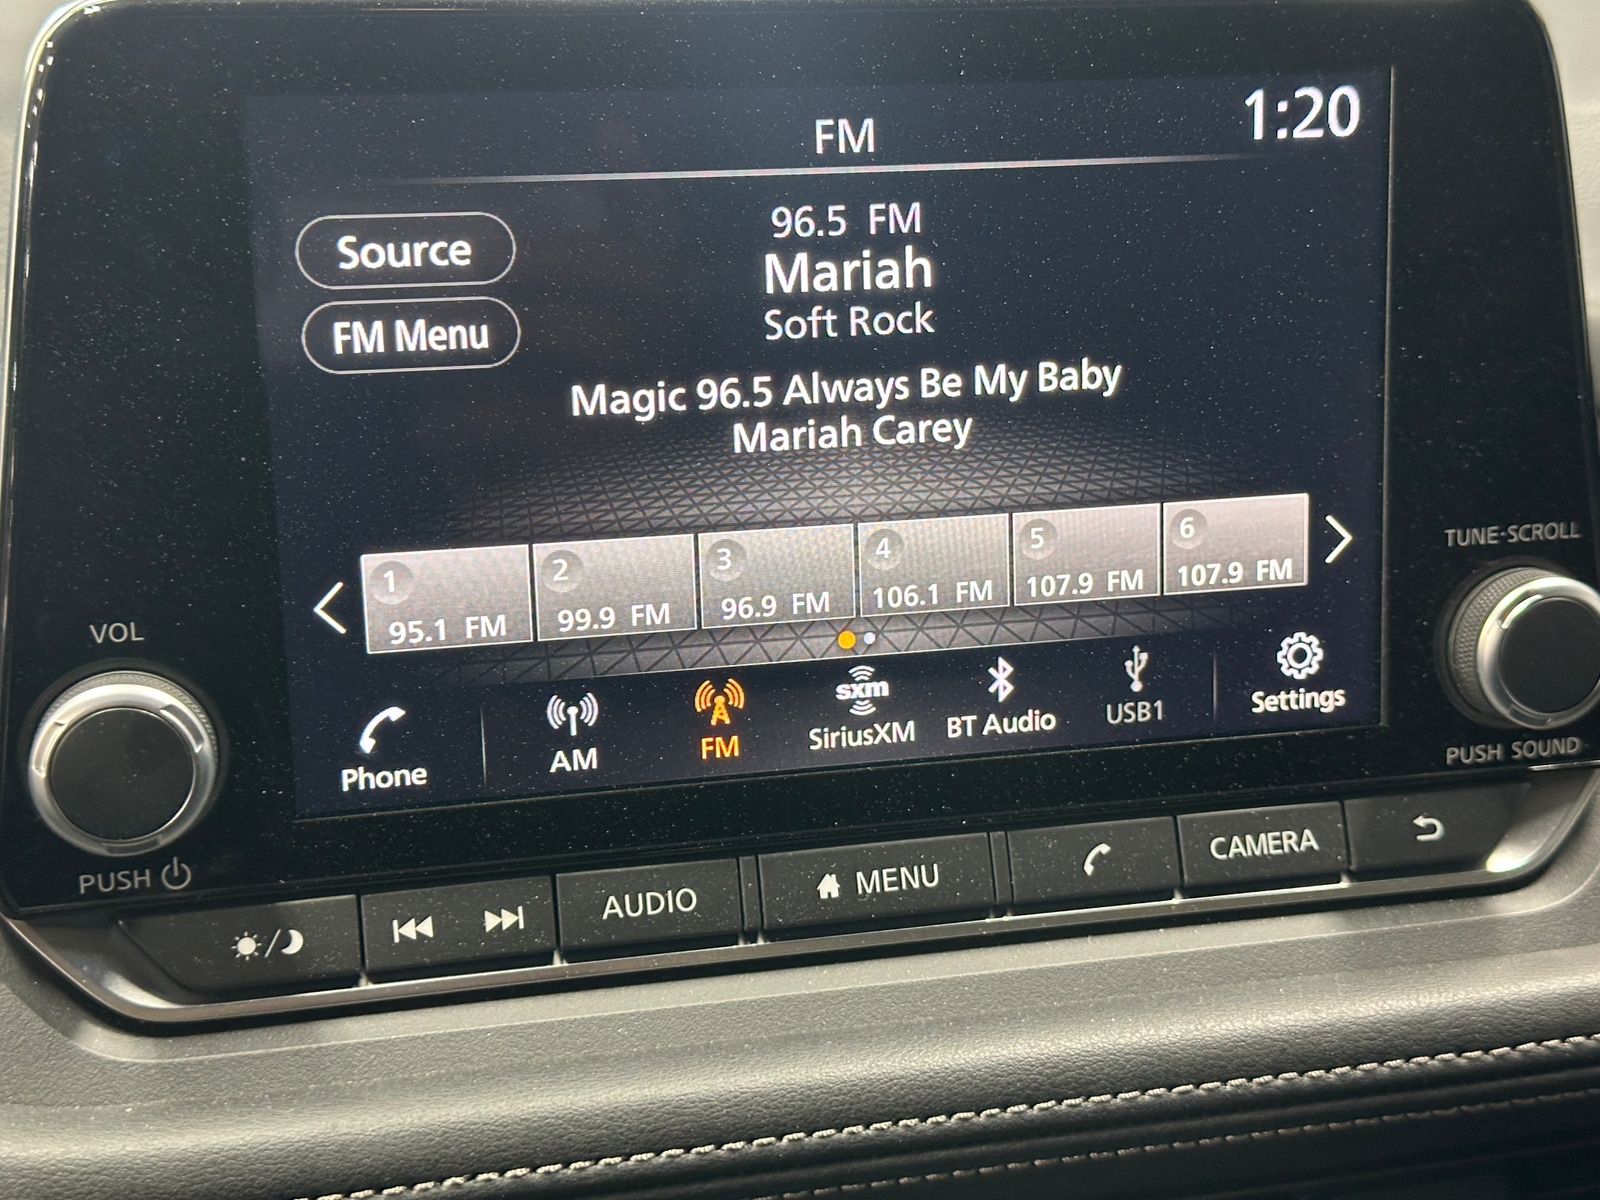 FM
1:20
Source
FM Menu
96.5 FM
Mariah
Soft Rock
Magic 96.5 Always Be My Baby
Mariah Carey
1
95.1 FM
2
99.9 FM
3
96.9 FM
4
106.1 FM
5
107.9 FM
6
107.9 FM
Phone
AM
FM
sxm
SiriusXM
BT Audio
USB1
Settings
VOL
PUSH
TUNE·SCROLL
PUSH SOUND
AUDIO
MENU
CAMERA